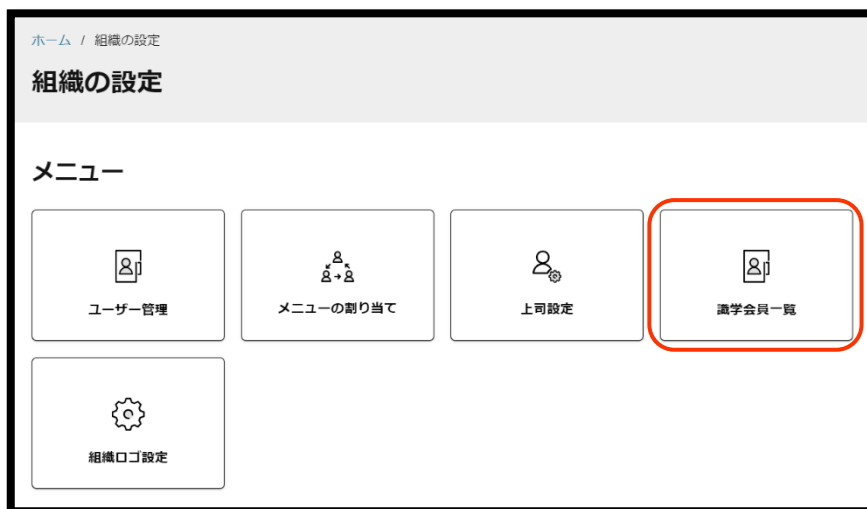 ホーム / 組織の設定
組織の設定
メニュー
ユーザー管理
メニューの割り当て
上司設定
識学会員一覧
組織ロゴ設定